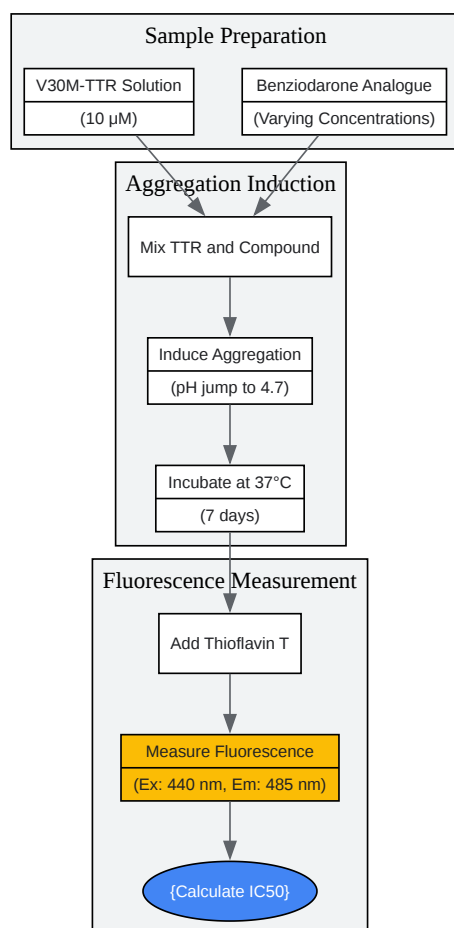 Sample Preparation
V30M-TTR Solution
(10 μM)
Benziodarone Analogue
(Varying Concentrations)
Aggregation Induction
Mix TTR and Compound
Induce Aggregation
(pH jump to 4.7)
Incubate at 37°C
(7 days)
Fluorescence Measurement
Add Thioflavin T
Measure Fluorescence
(Ex: 440 nm, Em: 485 nm)
{Calculate IC50}